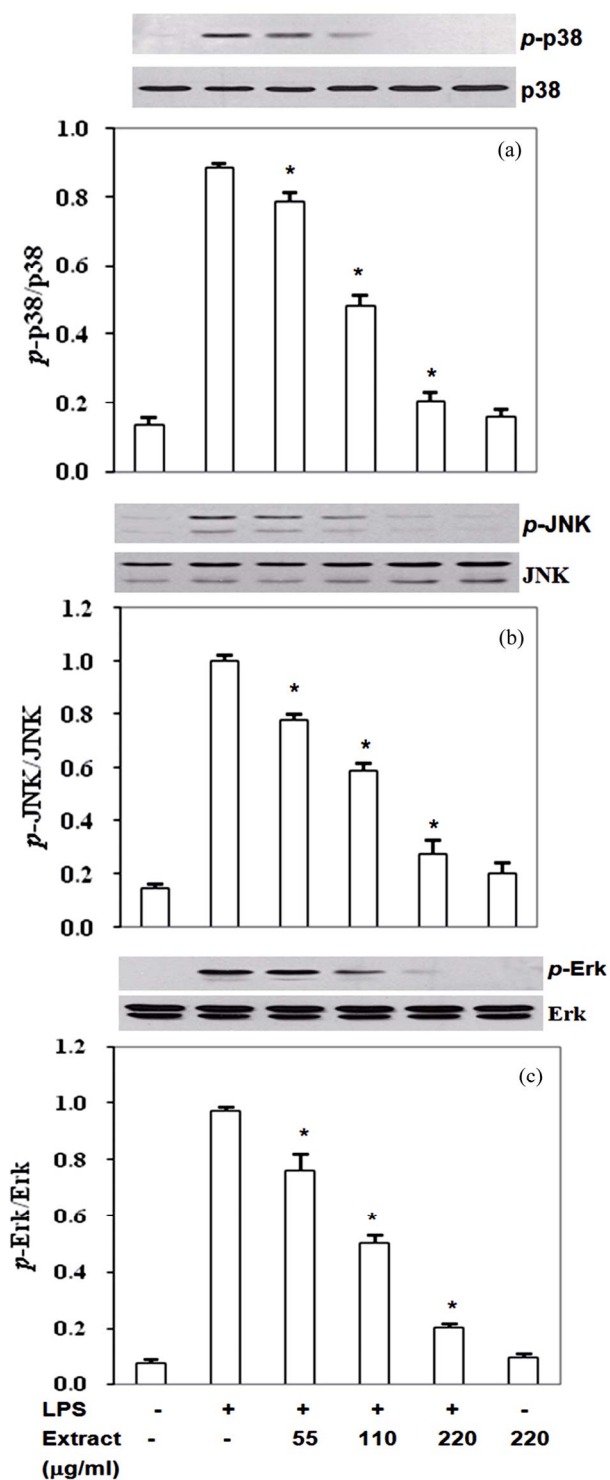 p-p38
p38
(a)
1.0
0.8
0.6
0.4
0.2
0.0
p-p38/p38
*
*
*
p-JNK
JNK
(b)
1.2
1.0
0.8
0.6
0.4
0.2
0.0
p-JNK/JNK
*
*
*
p-Erk
Erk
(c)
1.2
1.0
0.8
0.6
0.4
0.2
0.0
p-Erk/Erk
*
*
*
LPS - + + + + -
Extract - - 55 110 220 220
(µg/ml)